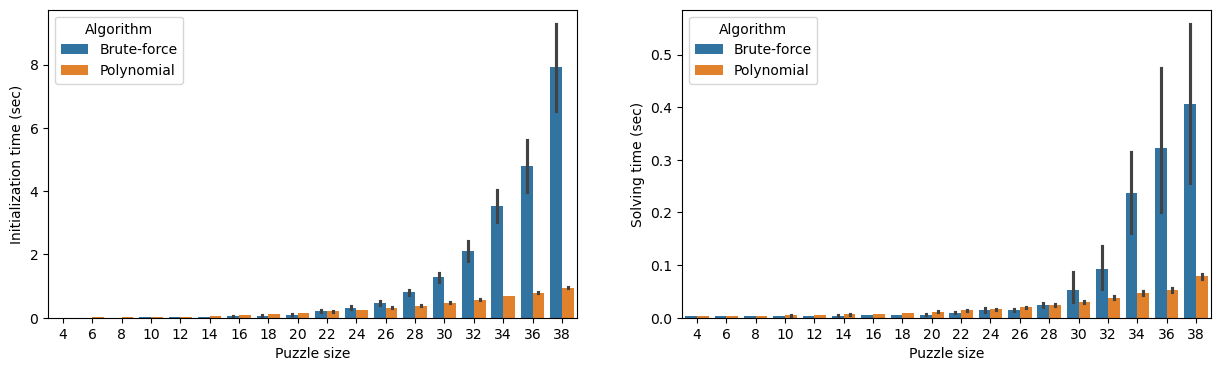 Algorithm
Brute-force
Polynomial
8
6
4
2
0
Initialization time (sec)
4 6 8 10 12 14 16 18 20 22 24 26 28 30 32 34 36 38
Puzzle size
Algorithm
Brute-force
Polynomial
0.5
0.4
0.3
0.2
0.1
0.0
Solving time (sec)
4 6 8 10 12 14 16 18 20 22 24 26 28 30 32 34 36 38
Puzzle size